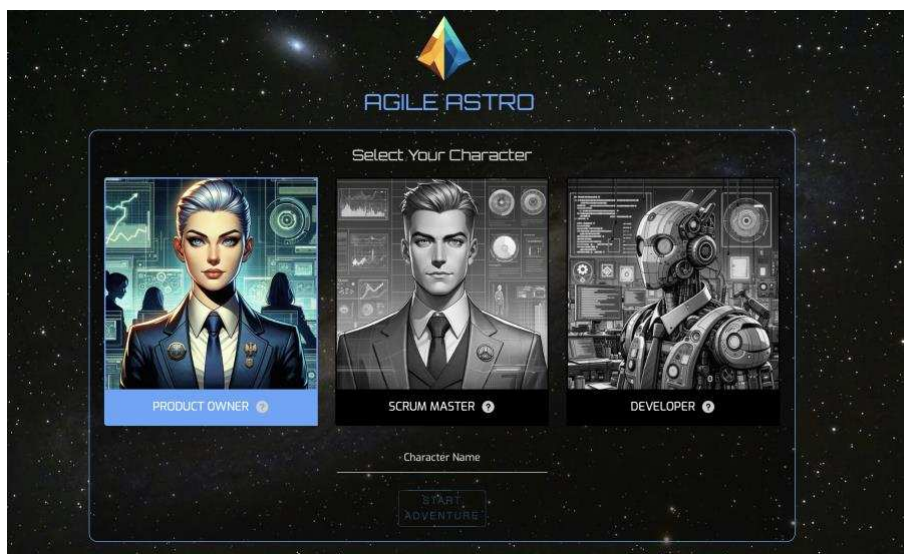 AGILE ASTRO
Select Your Character
PRODUCT OWNER ?
SCRUM MASTER ?
DEVELOPER ?
Character Name
START
ADVENTURE